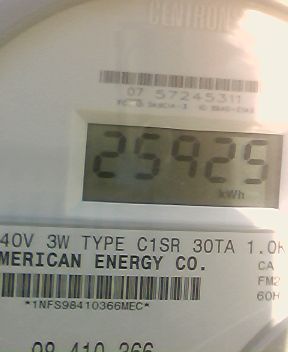 CENTRON
07 57245311
25925
kWh
40V 3W TYPE C1SR 30TA 1.0
MERICAN ENERGY CO.
CA
FM2
60H
*1NFS98410366MEC*
98 410 366